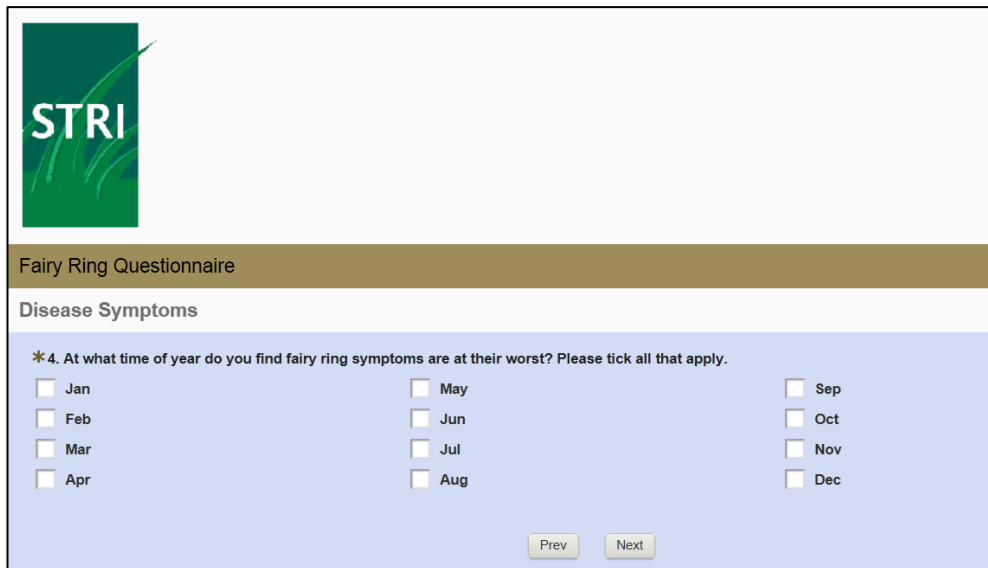 STRI
Fairy Ring Questionnaire
Disease Symptoms
*4. At what time of year do you find fairy ring symptoms are at their worst? Please tick all that apply.
Jan
Feb
Mar
Apr
May
Jun
Jul
Aug
Sep
Oct
Nov
Dec
Prev Next